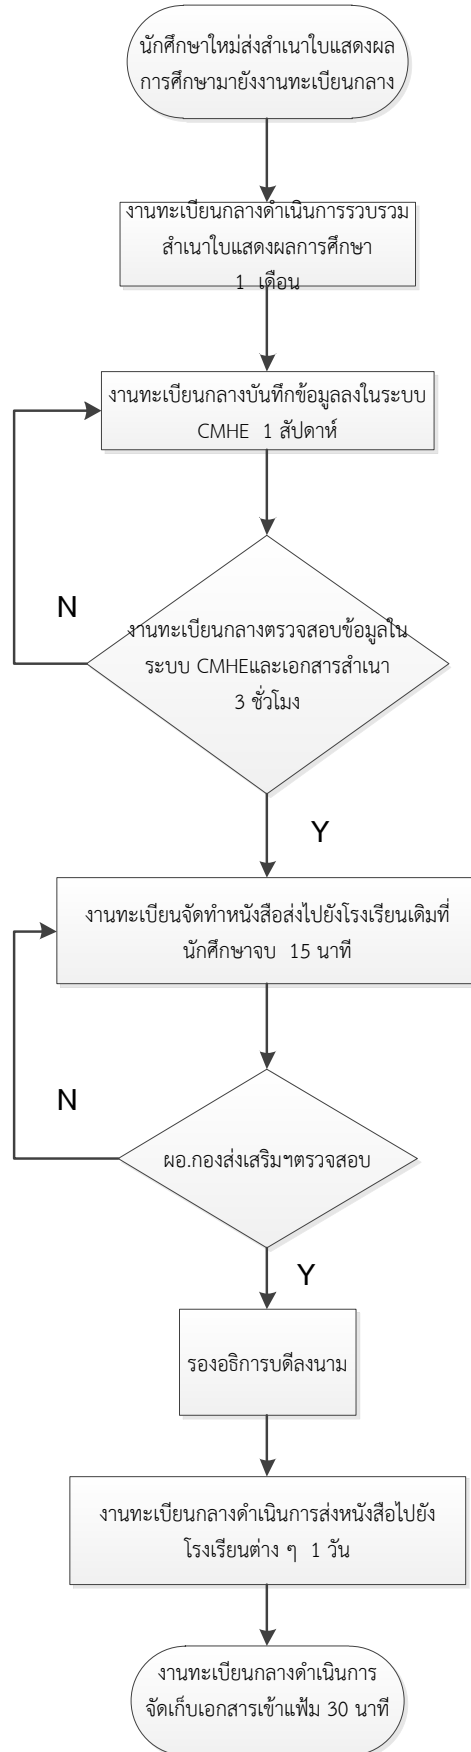 นักศึกษาใหม่ส่งสำเนาใบแสดงผล
การศึกษามายังงานทะเบียนกลาง
งานทะเบียนกลางดำเนินการรวบรวม
สำเนาใบแสดงผลการศึกษา
1 เดือน
งานทะเบียนกลางบันทึกข้อมูลลงในระบบ
CMHE 1 สัปดาห์
N
งานทะเบียนกลางตรวจสอบข้อมูลใน
ระบบ CMHEและเอกสารสำเนา
3 ชั่วโมง
Y
งานทะเบียนจัดทำหนังสือส่งไปยังโรงเรียนเดิมที่
นักศึกษาจบ 15 นาที
N
ผอ.กองส่งเสริมฯตรวจสอบ
Y
รองอธิการบดีลงนาม
งานทะเบียนกลางดำเนินการส่งหนังสือไปยัง
โรงเรียนต่าง ๆ 1 วัน
งานทะเบียนกลางดำเนินการ
จัดเก็บเอกสารเข้าแฟ้ม 30 นาที